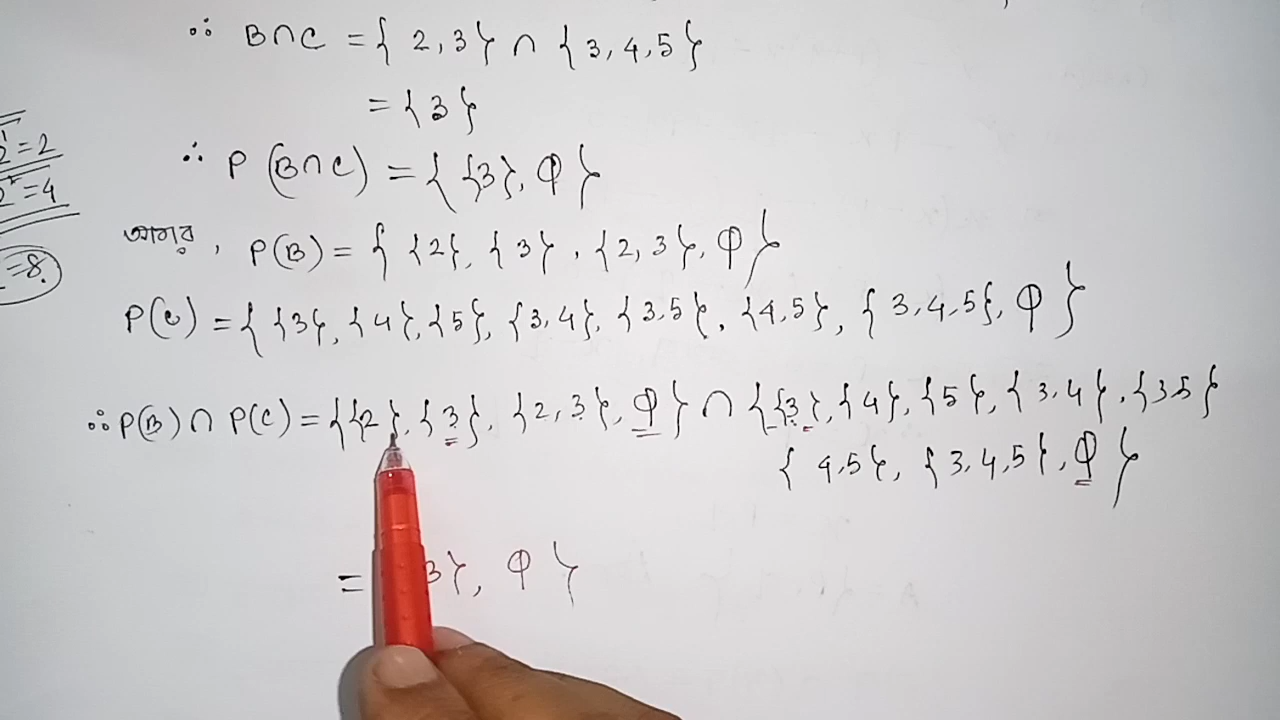 ∴ B∩C = { 2, 3 } ∩ { 3, 4, 5 }
= { 3 }
∴ P (B∩C) = { {3}, Φ }
আবার, P(B) = { {2}, {3}, {2, 3}, Φ }
P(C) = { {3}, {4}, {5}, {3, 4}, {3,5}, {4,5}, {3,4,5}, Φ }
∴ P(B) ∩ P(C) = {{2}, {3}, {2, 3}, Φ} ∩ {{3}, {4}, {5}, {3,4}, {3,5}
{4,5}, {3,4,5}, Φ }
= 3}, Φ }
=2
=4
=8